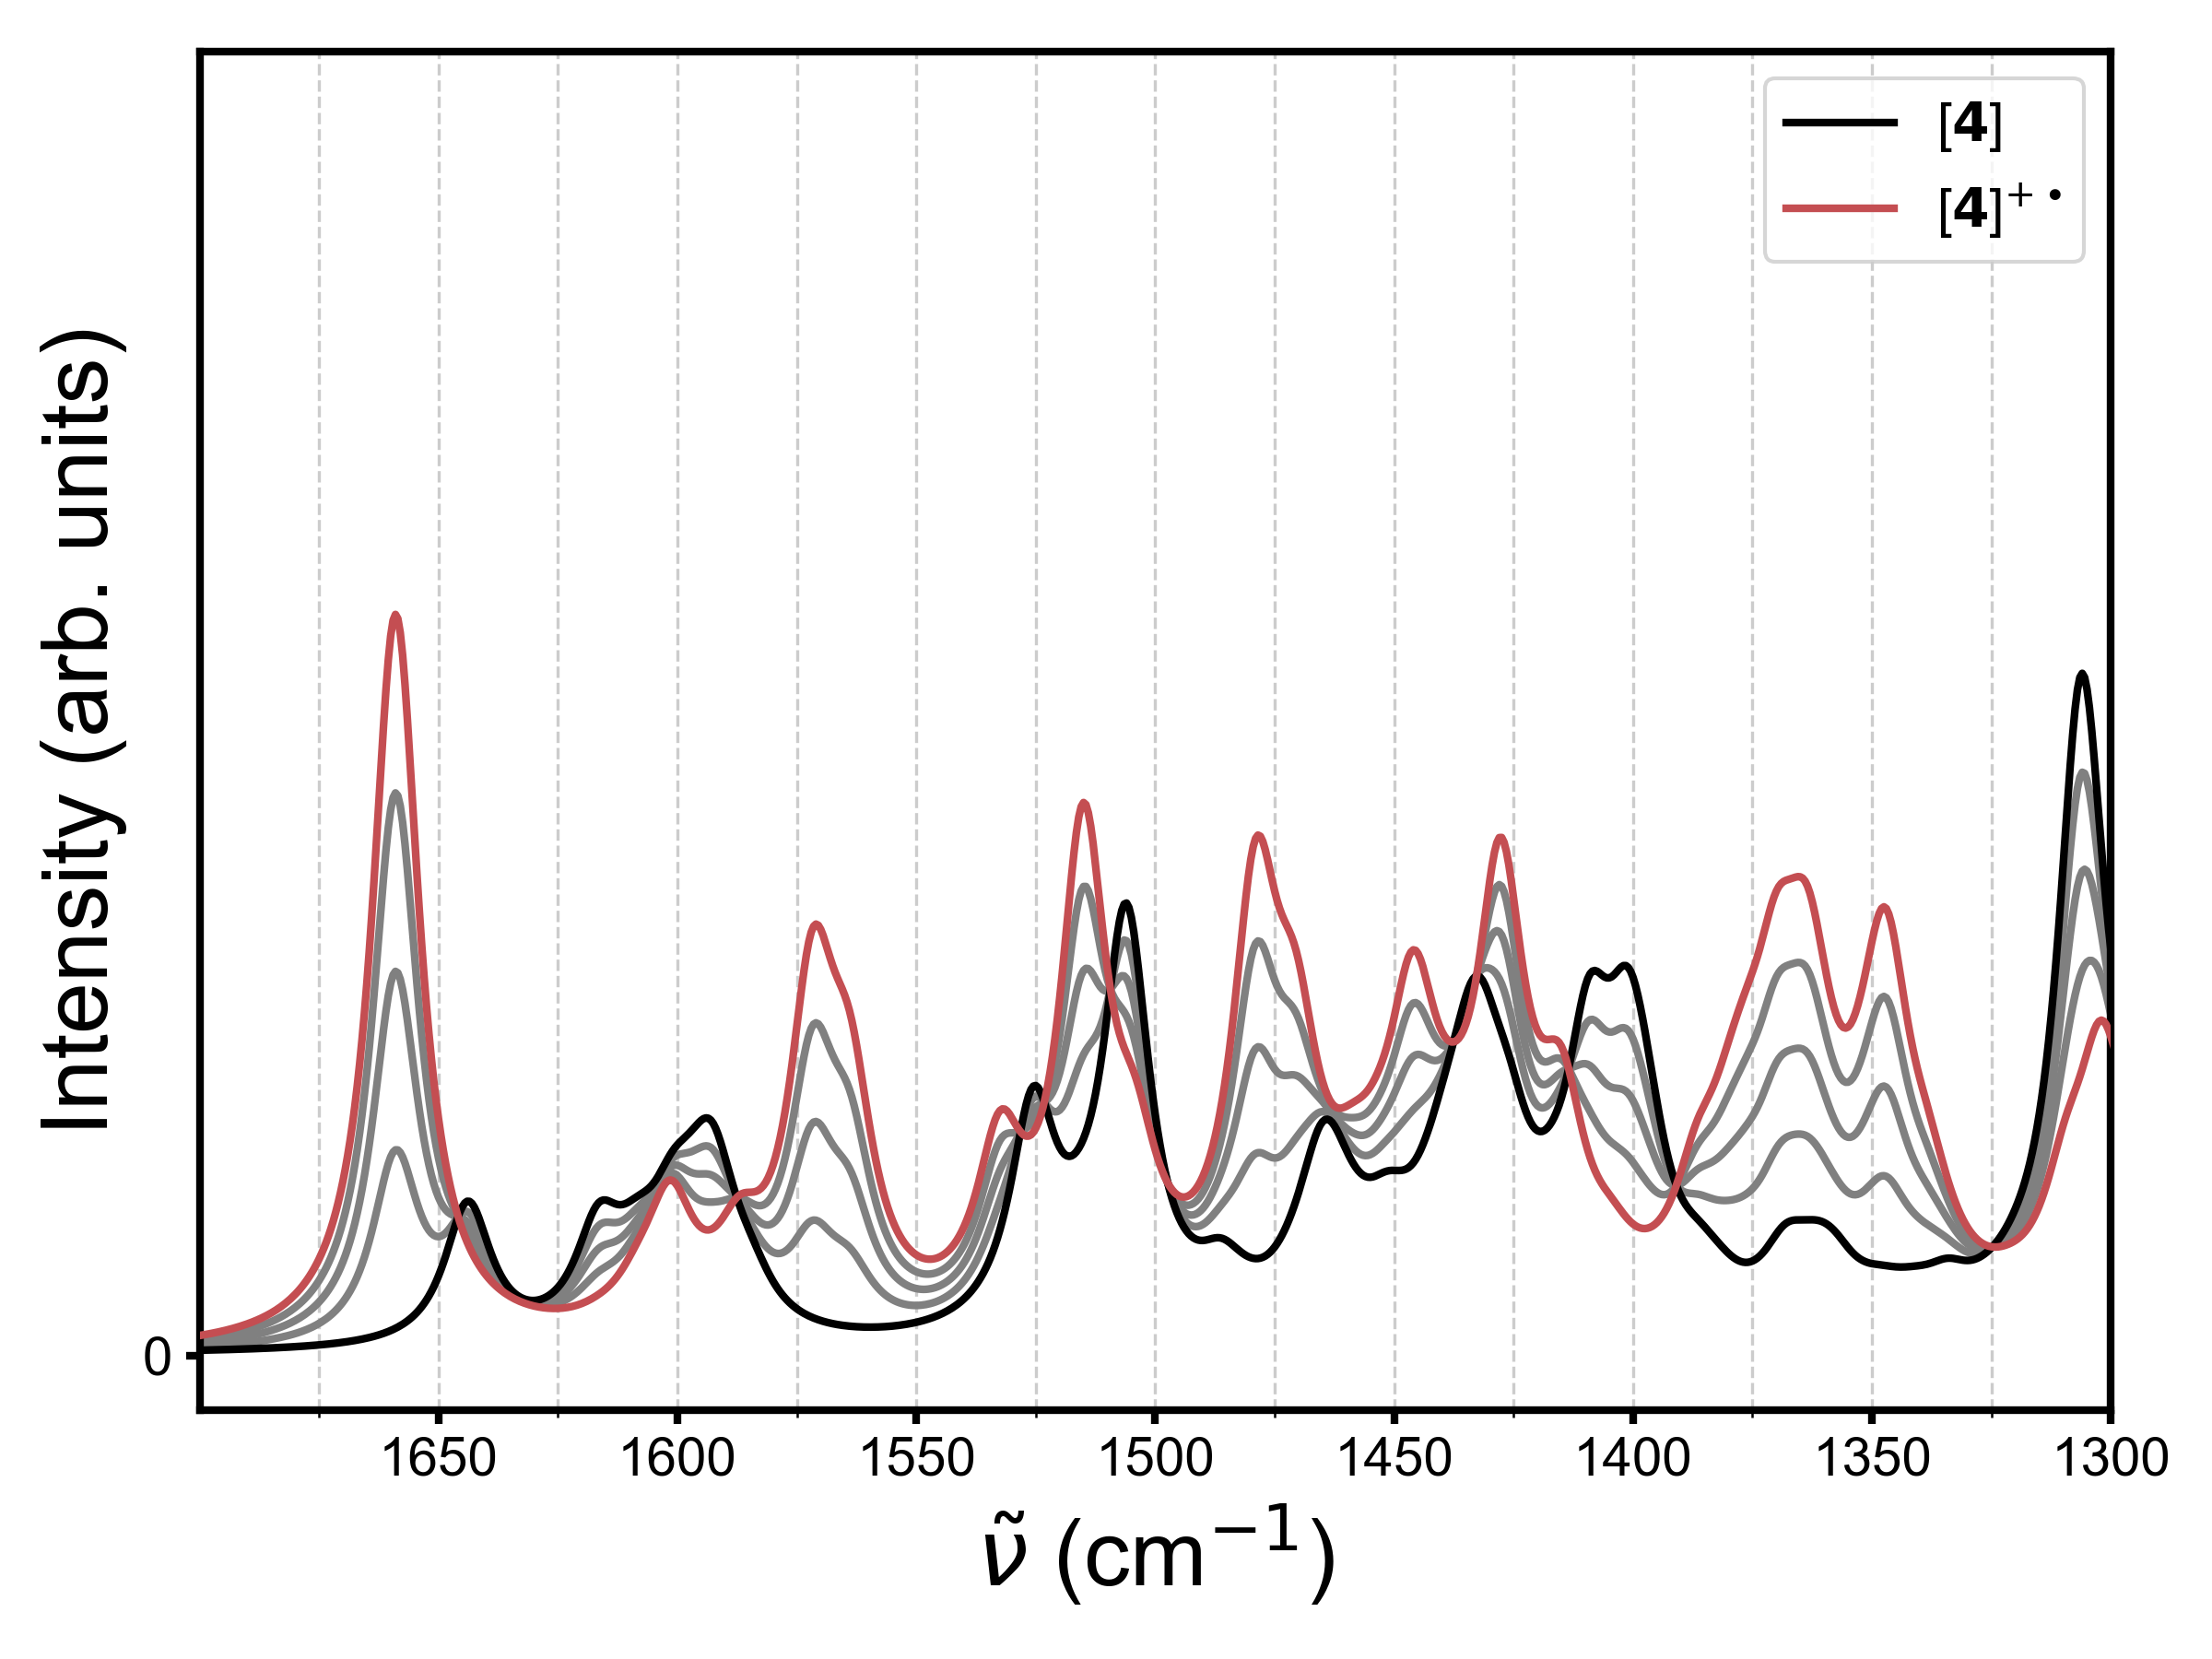 [4]
[4]⁺ •
Intensity (arb. units)
0
1650 1600 1550 1500 1450 1400 1350 1300
ν̃ (cm⁻¹)